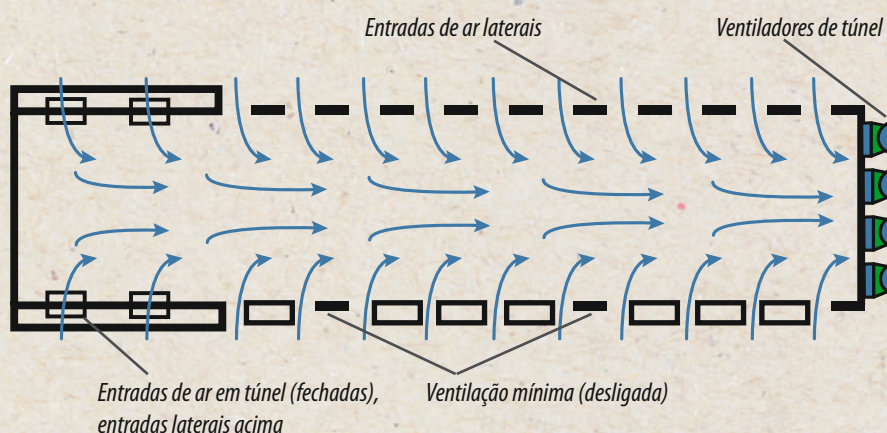 Entradas de ar laterais
Ventiladores de túnel
Entradas de ar em túnel (fechadas),
entradas laterais acima
Ventilação mínima (desligada)